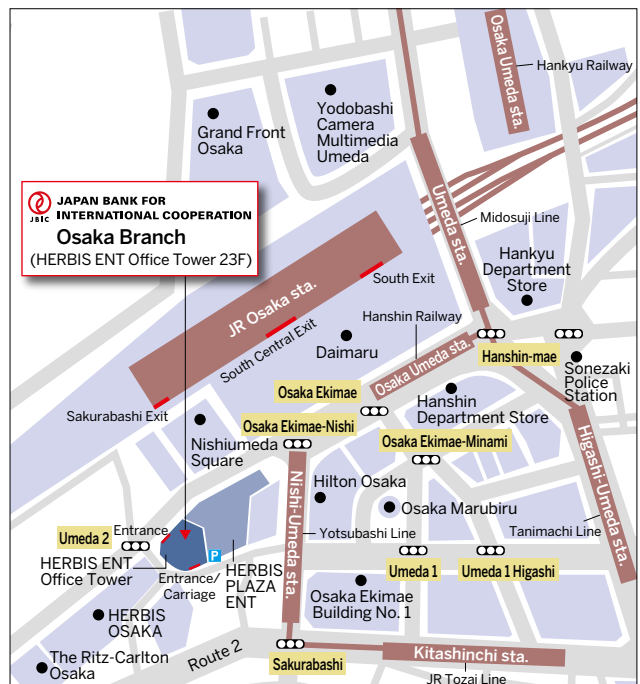 Hankyu Railway
Osaka Umeda sta.
Grand Front
Osaka
Yodobashi
Camera
Multimedia
Umeda
JBIC
JAPAN BANK FOR
INTERNATIONAL COOPERATION
Osaka Branch
(HERBIS ENT Office Tower 23F)
Umeda sta.
Midosuji Line
Hankyu
Department
Store
JR Osaka sta.
South Exit
South Central Exit
Sakurabashi Exit
Hanshin Railway
Daimaru
Osaka Umeda sta.
Hanshin-mae
Sonezaki
Police
Station
Osaka Ekimae
Hanshin
Department Store
Osaka Ekimae-Nishi
Nishiumeda
Square
Osaka Ekimae-Minami
Higashi-Umeda sta.
Hilton Osaka
Nishi-Umeda sta.
Osaka Marubiru
Yotsubashi Line
Tanimachi Line
Umeda 2
Entrance
P
HERBIS ENT
Office Tower
Entrance/
Carriage
HERBIS
PLAZA
ENT
Umeda 1
Umeda 1 Higashi
Osaka Ekimae
Building No. 1
HERBIS
OSAKA
The Ritz-Carlton
Osaka
Route 2
Sakurabashi
Kitashinchi sta.
JR Tozai Line